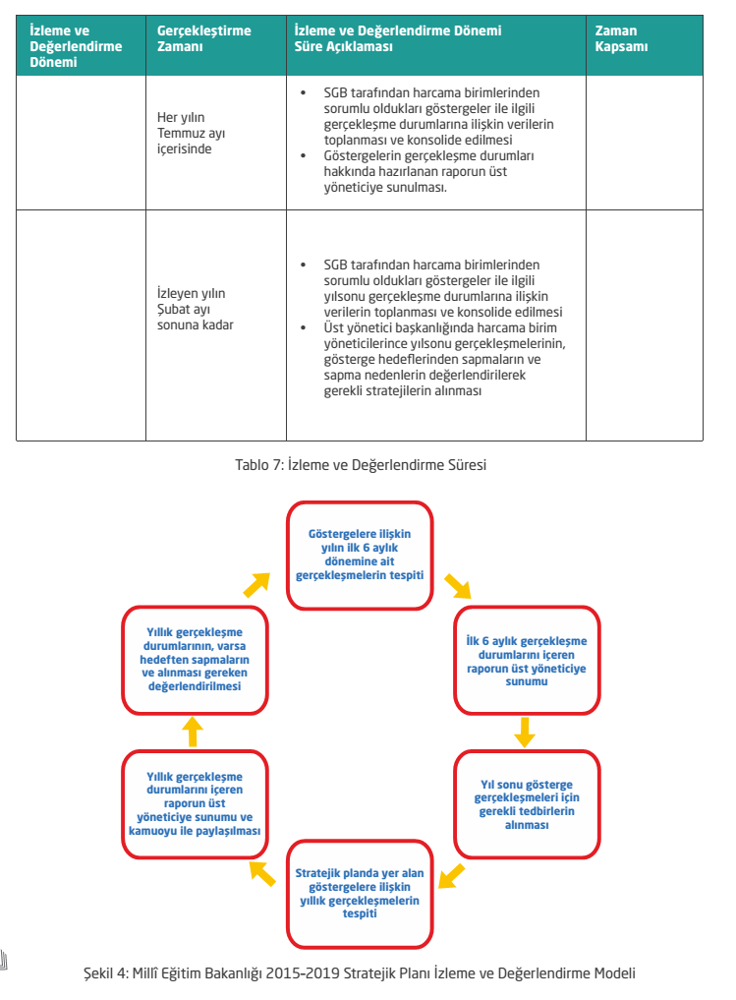 İzleme ve
Değerlendirme
Dönemi
Gerçekleştirme
Zamanı
İzleme ve Değerlendirme Dönemi
Süre Açıklaması
Zaman
Kapsamı
Her yılın
Temmuz ayı
içerisinde
• SGB tarafından harcama birimlerinden
sorumlu oldukları göstergeler ile ilgili
gerçekleşme durumlarına ilişkin verilerin
toplanması ve konsolide edilmesi
• Göstergelerin gerçekleşme durumları
hakkında hazırlanan raporun üst
yöneticiye sunulması.
İzleyen yılın
Şubat ayı
sonuna kadar
• SGB tarafından harcama birimlerinden
sorumlu oldukları göstergeler ile ilgili
yılsonu gerçekleşme durumlarına ilişkin
verilerin toplanması ve konsolide edilmesi
• Üst yönetici başkanlığında harcama birim
yöneticilerince yılsonu gerçekleşmelerinin,
gösterge hedeflerinden sapmaların ve
sapma nedenlerin değerlendirilerek
gerekli stratejilerin alınması
Tablo 7: İzleme ve Değerlendirme Süresi
Göstergelere ilişkin
yılın ilk 6 aylık
dönemine ait
gerçekleşmelerin tespiti
İlk 6 aylık gerçekleşme
durumlarını içeren
raporun üst yöneticiye
sunumu
Yıl sonu gösterge
gerçekleşmeleri için
gerekli tedbirlerin
alınması
Stratejik planda yer alan
göstergelere ilişkin
yıllık gerçekleşmelerin
tespiti
Yıllık gerçekleşme
durumlarını içeren
raporun üst
yöneticiye sunumu ve
kamuoyu ile paylaşılması
Yıllık gerçekleşme
durumlarının, varsa
hedeften sapmaların
ve alınması gereken
değerlendirilmesi
Şekil 4: Millî Eğitim Bakanlığı 2015-2019 Stratejik Planı İzleme ve Değerlendirme Modeli